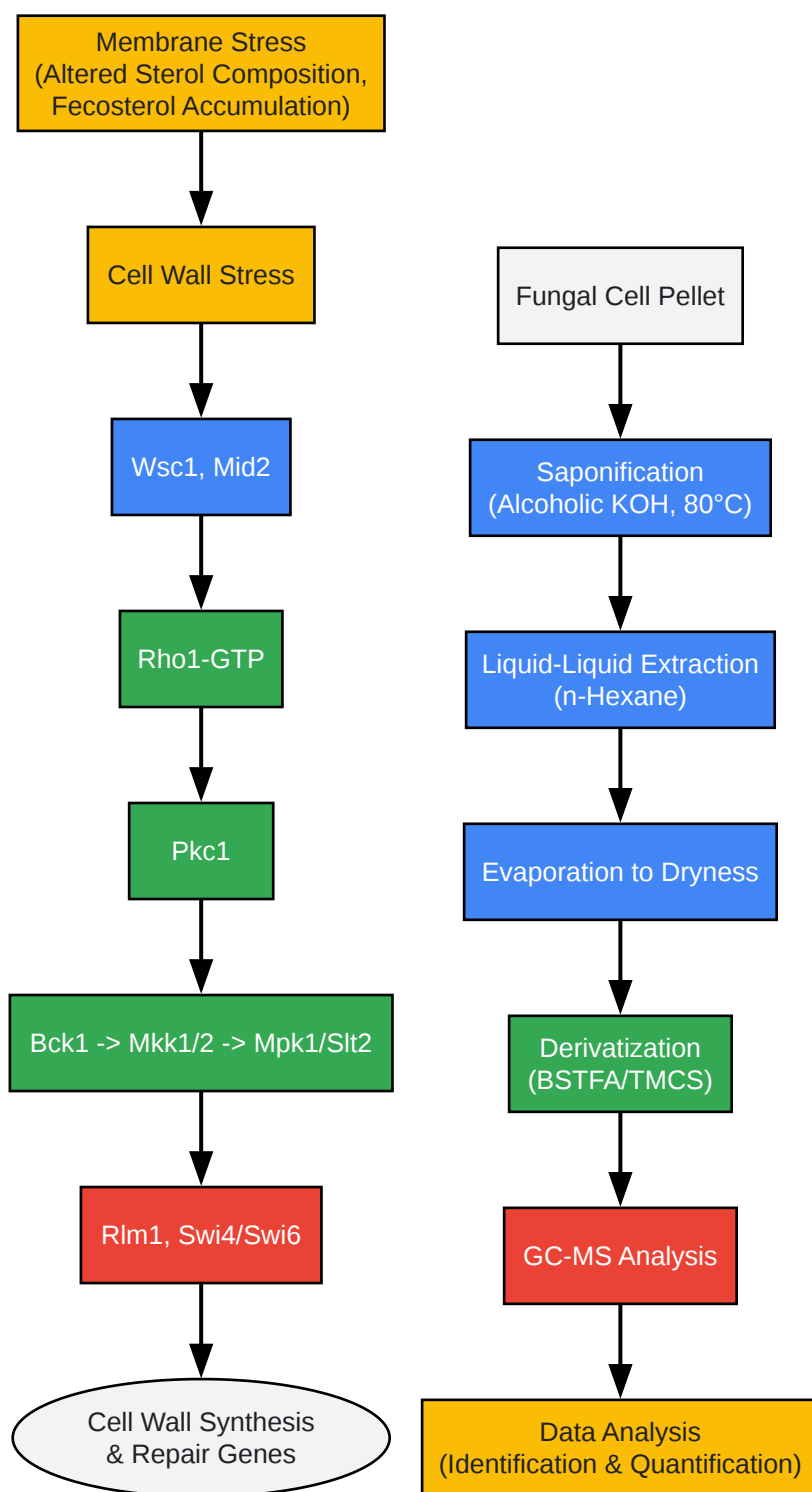 Membrane Stress
(Altered Sterol Composition,
Fecosterol Accumulation)
Cell Wall Stress
Wsc1, Mid2
Rho1-GTP
Pkc1
Bck1 -> Mkk1/2 -> Mpk1/Slt2
Rlm1, Swi4/Swi6
Cell Wall Synthesis
& Repair Genes
Fungal Cell Pellet
Saponification
(Alcoholic KOH, 80°C)
Liquid-Liquid Extraction
(n-Hexane)
Evaporation to Dryness
Derivatization
(BSTFA/TMCS)
GC-MS Analysis
Data Analysis
(Identification & Quantification)